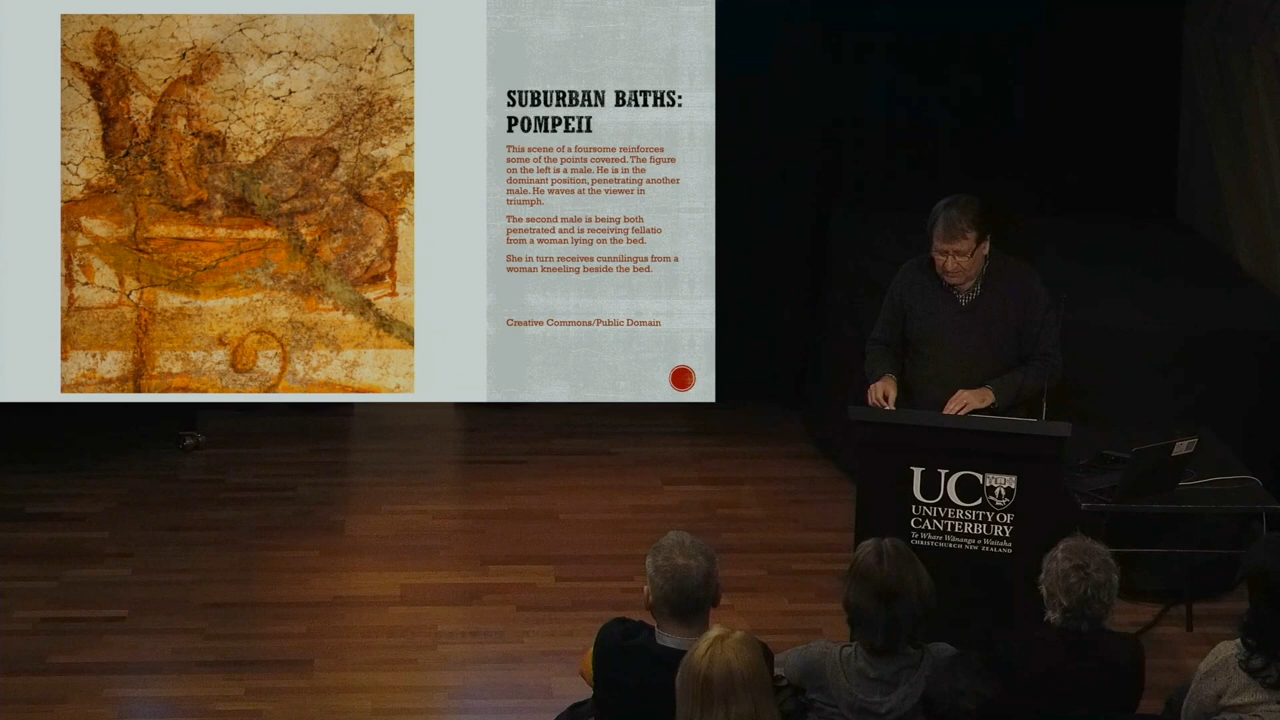 SUBURBAN BATHS:
POMPEII
This scene of a foursome reinforces
some of the points covered. The figure
on the left is a male. He is in the
dominant position, penetrating another
male. He waves at the viewer in
triumph.
The second male is being both
penetrated and is receiving fellatio
from a woman lying on the bed.
She in turn receives cunnilingus from a
woman kneeling beside the bed.
Creative Commons/Public Domain
UC
UNIVERSITY OF
CANTERBURY
Te Whare Wānanga o Waitaha
CHRISTCHURCH NEW ZEALAND